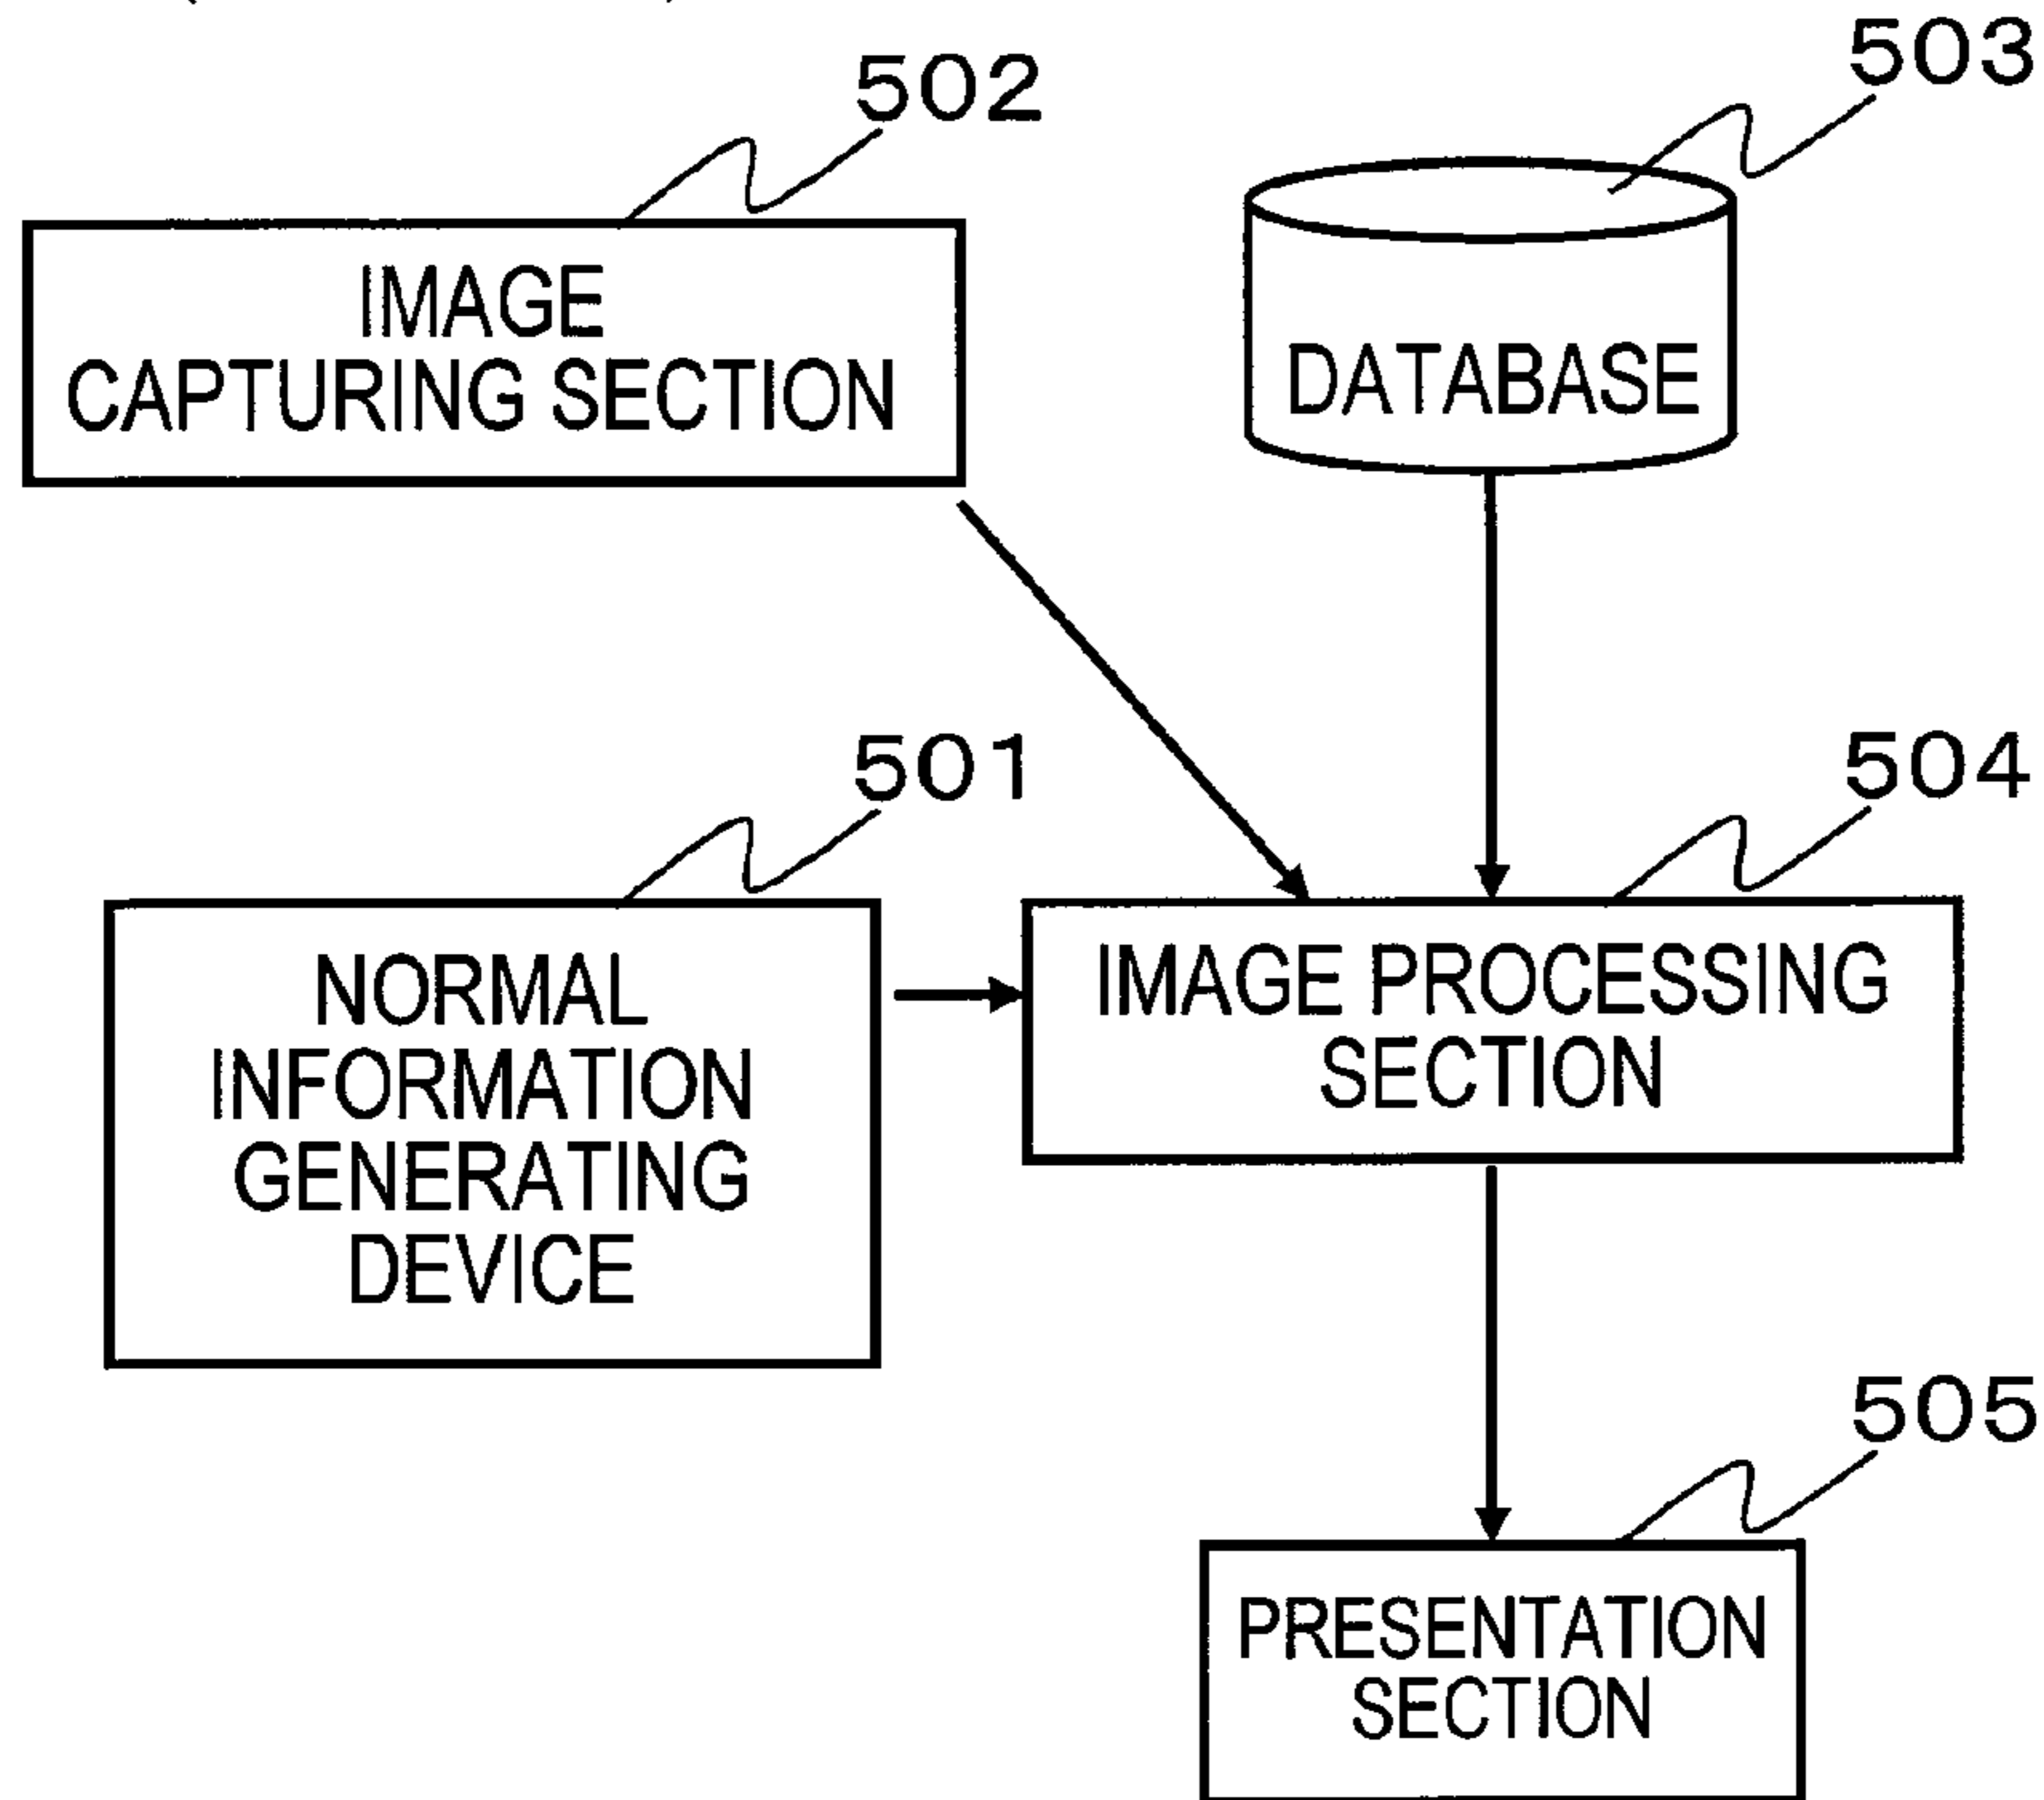 502
503
IMAGE
CAPTURING SECTION
DATABASE
501
504
NORMAL
INFORMATION
GENERATING
DEVICE
IMAGE PROCESSING
SECTION
505
PRESENTATION
SECTION